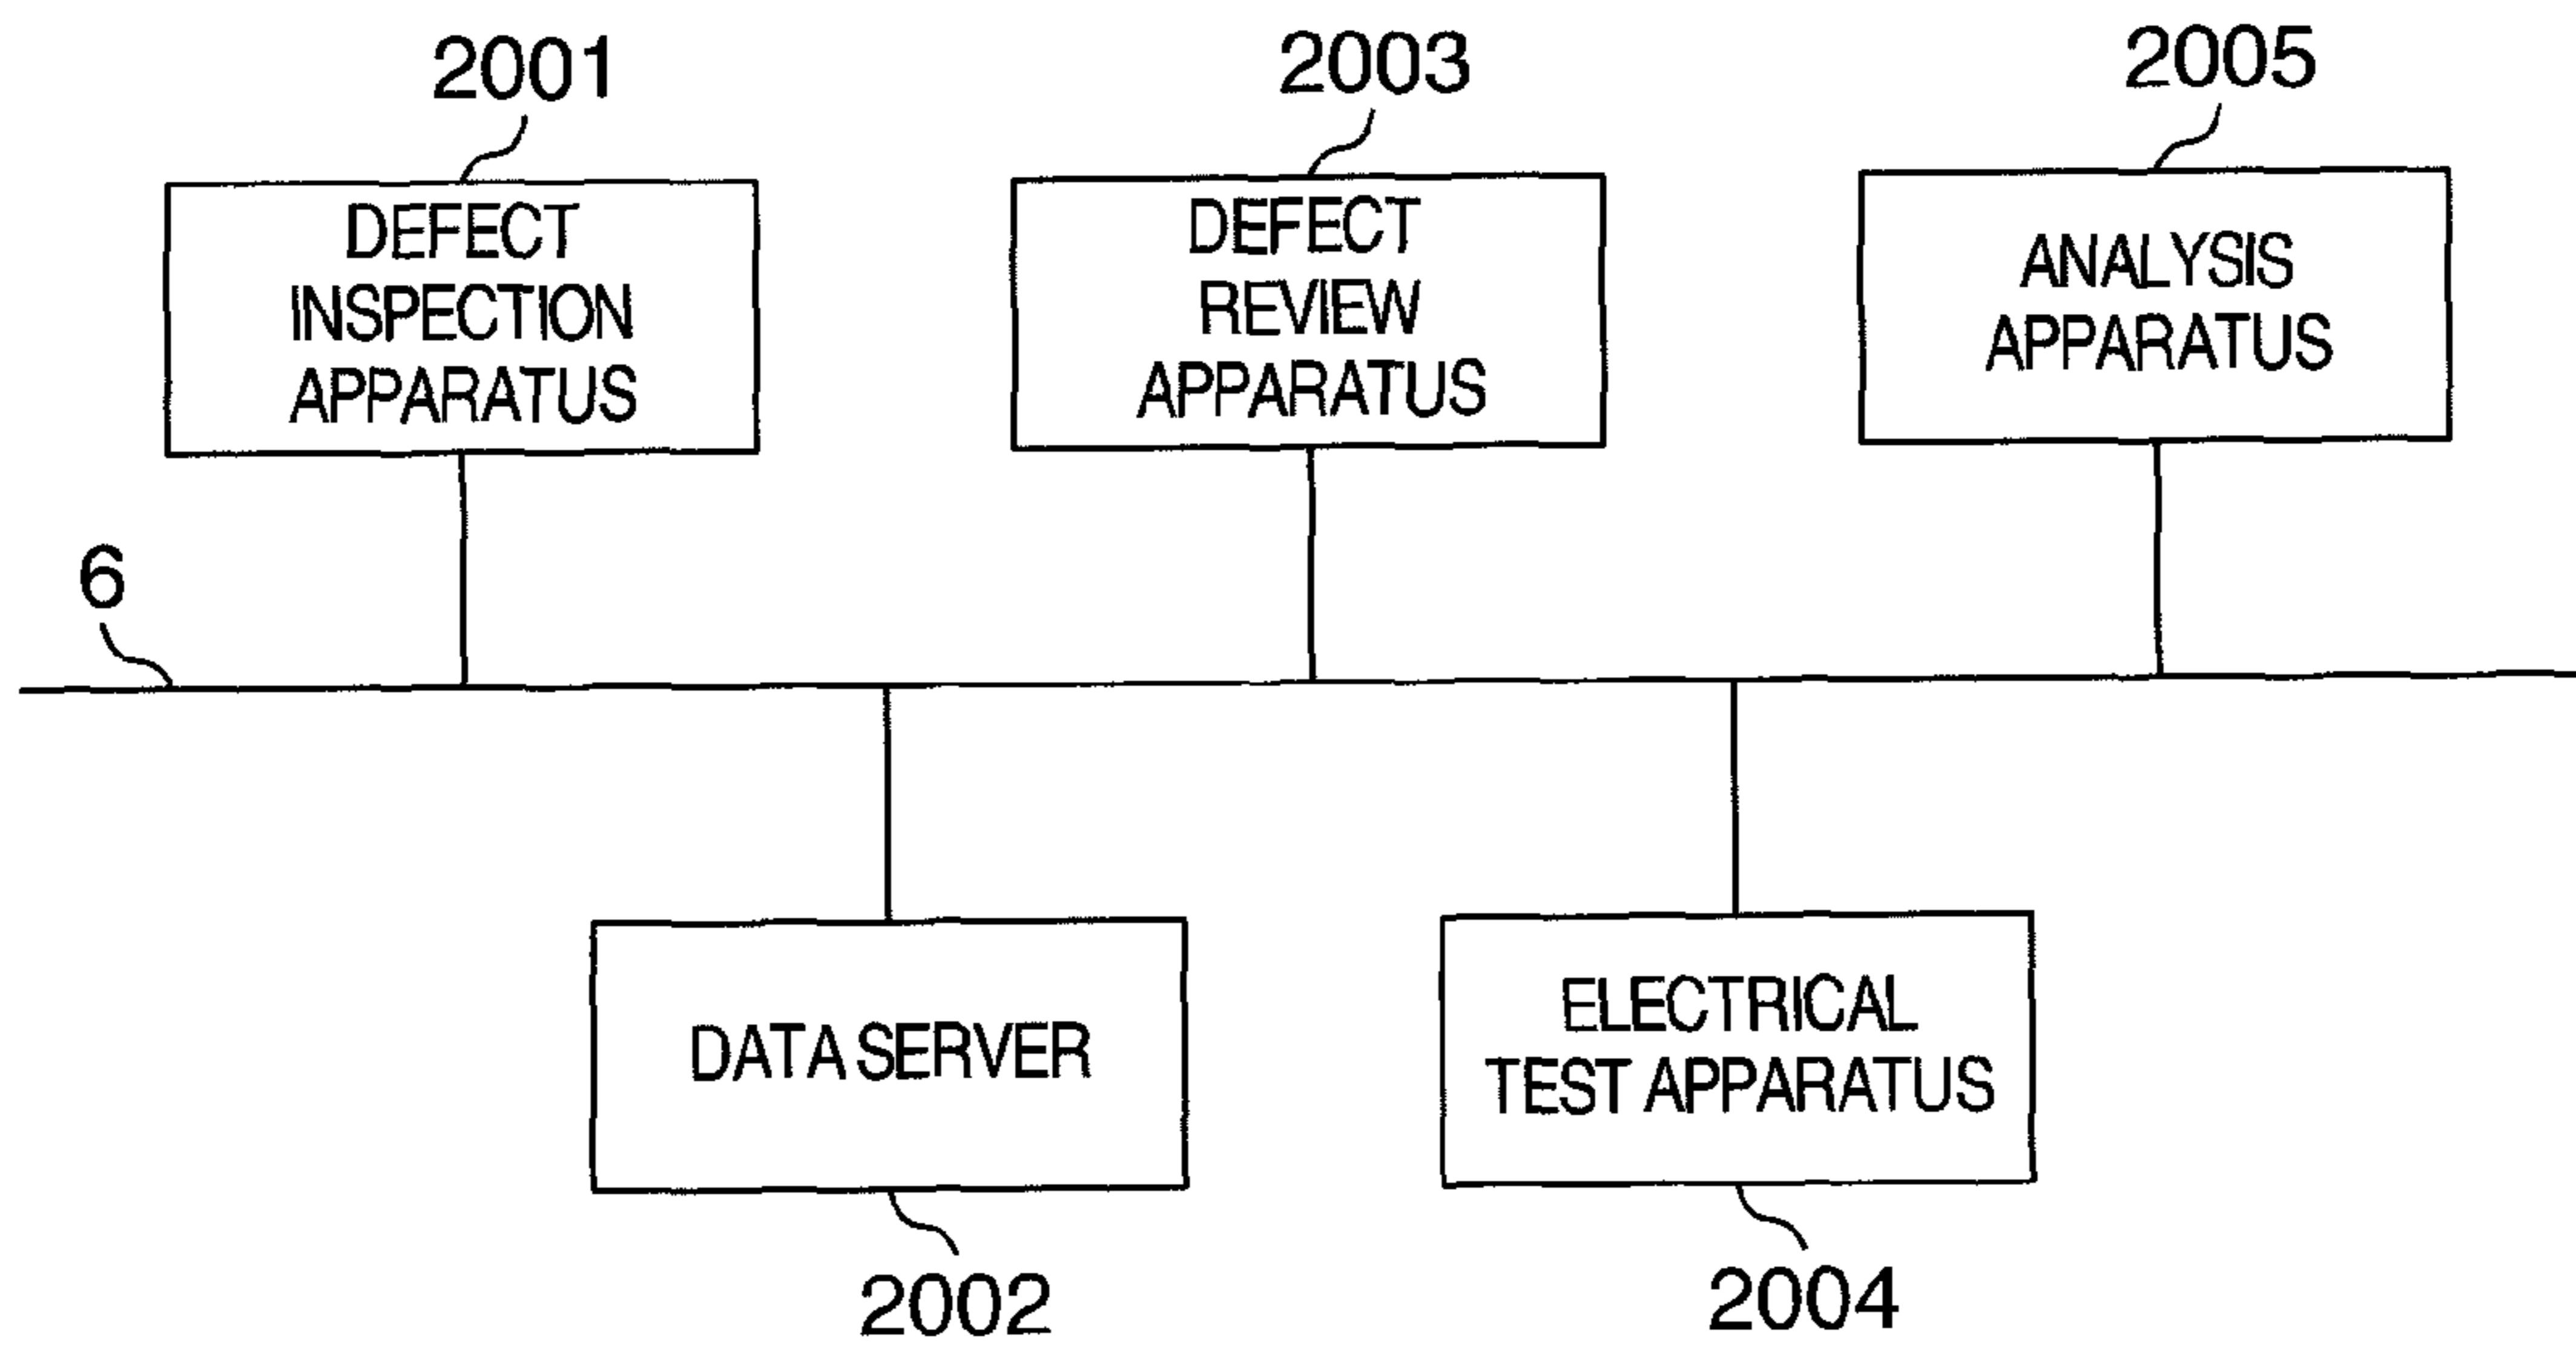 2001
2003
2005
DEFECT
INSPECTION
APPARATUS
DEFECT
REVIEW
APPARATUS
ANALYSIS
APPARATUS
6
DATA SERVER
ELECTRICAL
TEST APPARATUS
2002
2004